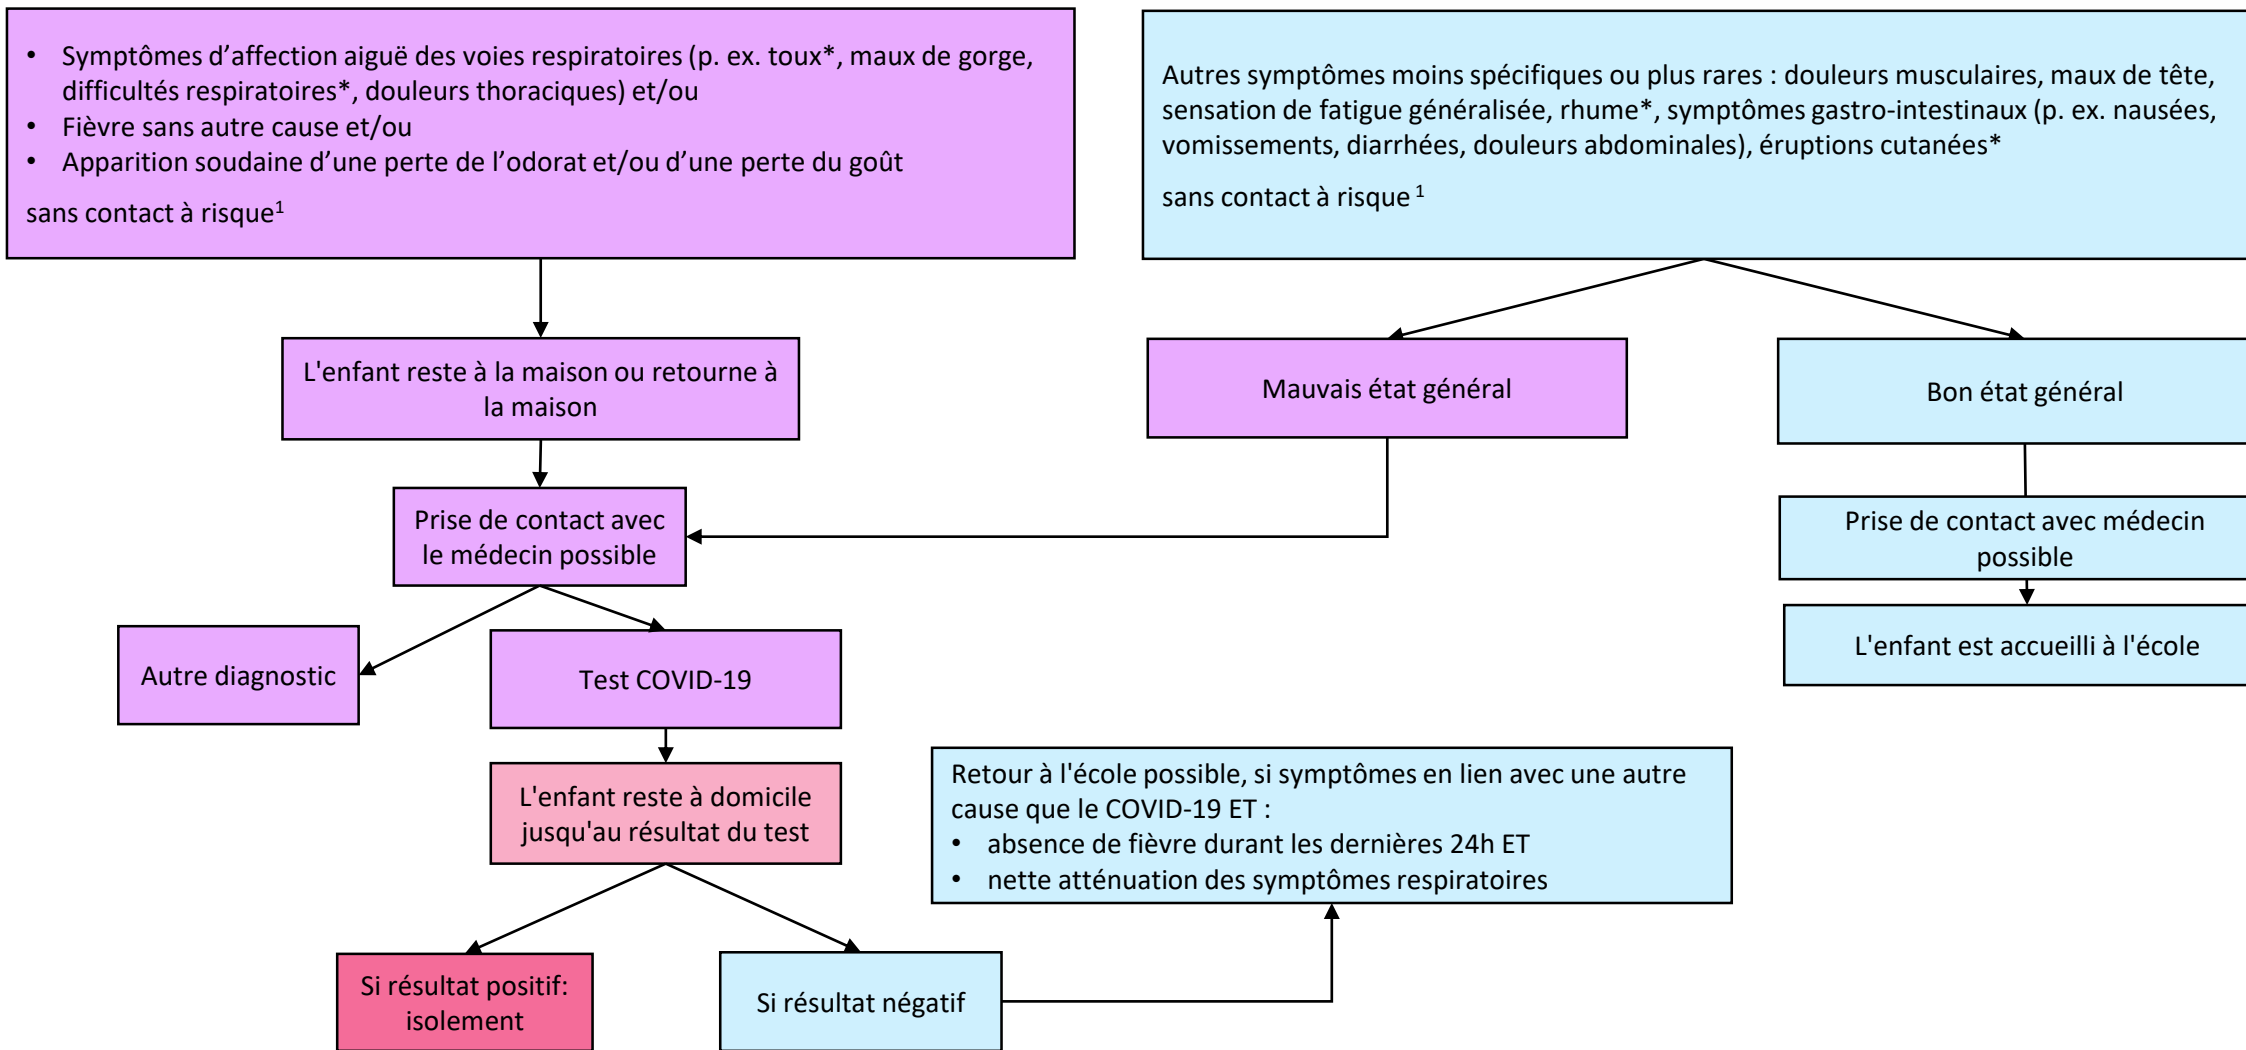 • Symptômes d’affection aiguë des voies respiratoires (p. ex. toux*, maux de gorge,
difficultés respiratoires*, douleurs thoraciques) et/ou
• Fièvre sans autre cause et/ou
• Apparition soudaine d’une perte de l’odorat et/ou d’une perte du goût
sans contact à risque¹
Autres symptômes moins spécifiques ou plus rares : douleurs musculaires, maux de tête,
sensation de fatigue généralisée, rhume*, symptômes gastro-intestinaux (p. ex. nausées,
vomissements, diarrhées, douleurs abdominales), éruptions cutanées*
sans contact à risque ¹
L'enfant reste à la maison ou retourne à
la maison
Mauvais état général
Bon état général
Prise de contact avec
le médecin possible
Prise de contact avec médecin
possible
Autre diagnostic
Test COVID-19
L'enfant est accueilli à l'école
L'enfant reste à domicile
jusqu'au résultat du test
Retour à l'école possible, si symptômes en lien avec une autre
cause que le COVID-19 ET :
• absence de fièvre durant les dernières 24h ET
• nette atténuation des symptômes respiratoires
Si résultat positif:
isolement
Si résultat négatif